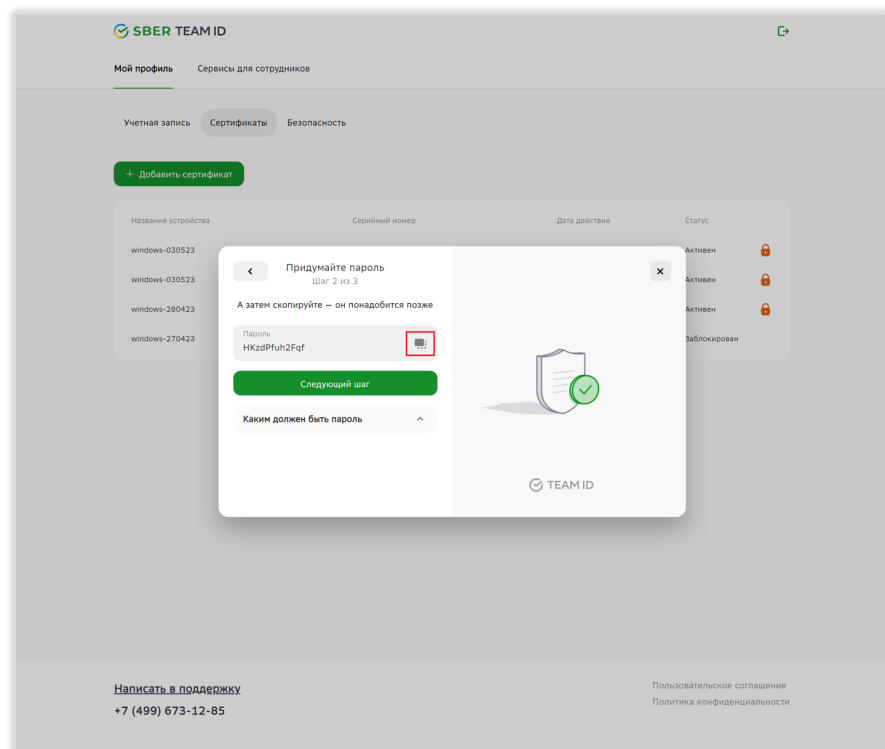 SBER TEAM ID
Мой профиль Сервисы для сотрудников
Учетная запись Сертификаты Безопасность
+ Добавить сертификат
Название устройства Серийный номер Дата действия Статус
windows-030523 Активен
windows-030523 Активен
windows-280423 Активен
windows-270423 Заблокирован
Придумайте пароль
Шаг 2 из 3
А затем скопируйте — он понадобится позже
Пароль
HKzdPfuh2Fqf
Следующий шаг
Каким должен быть пароль
TEAM ID
Написать в поддержку
+7 (499) 673-12-85
Пользовательское соглашение
Политика конфиденциальности